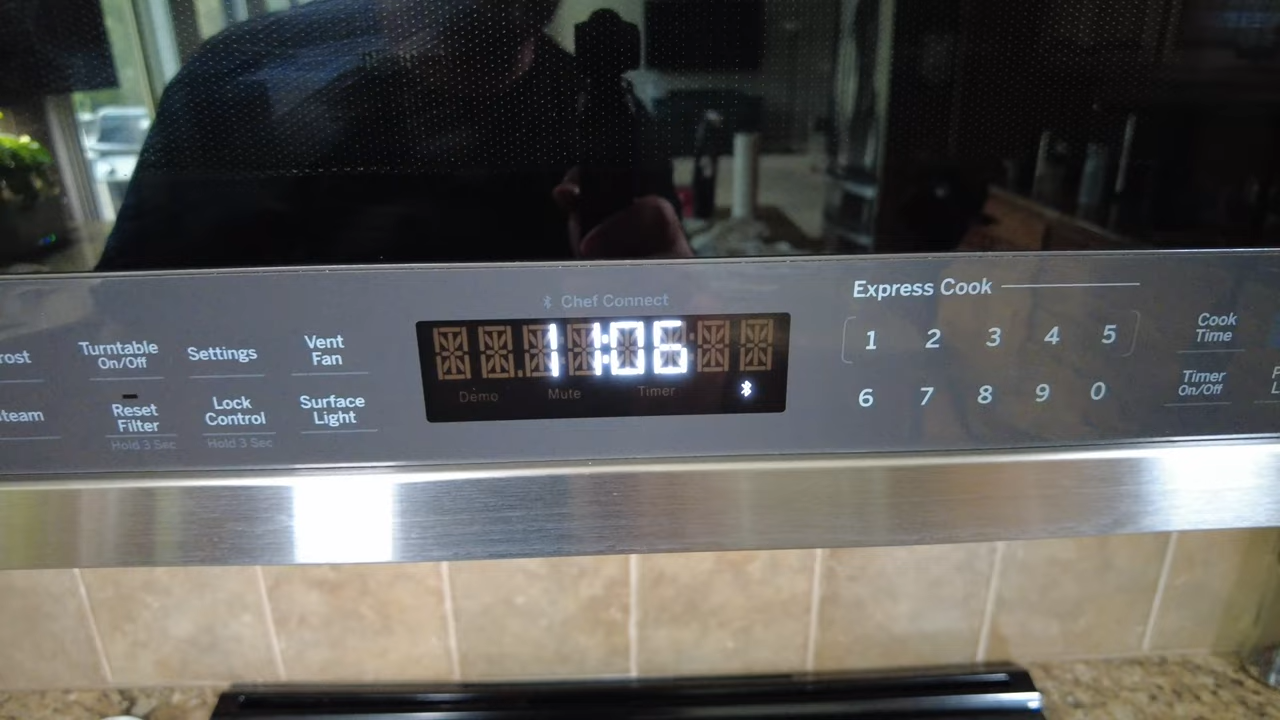 Chef Connect
Express Cook
11:05
Demo
Mute
Timer
rost
Turntable
On/Off
Settings
Vent
Fan
1 2 3 4 5
Cook
Time
team
Reset
Filter
Hold 3 Sec
Lock
Control
Hold 3 Sec
Surface
Light
6 7 8 9 0
Timer
On/Off